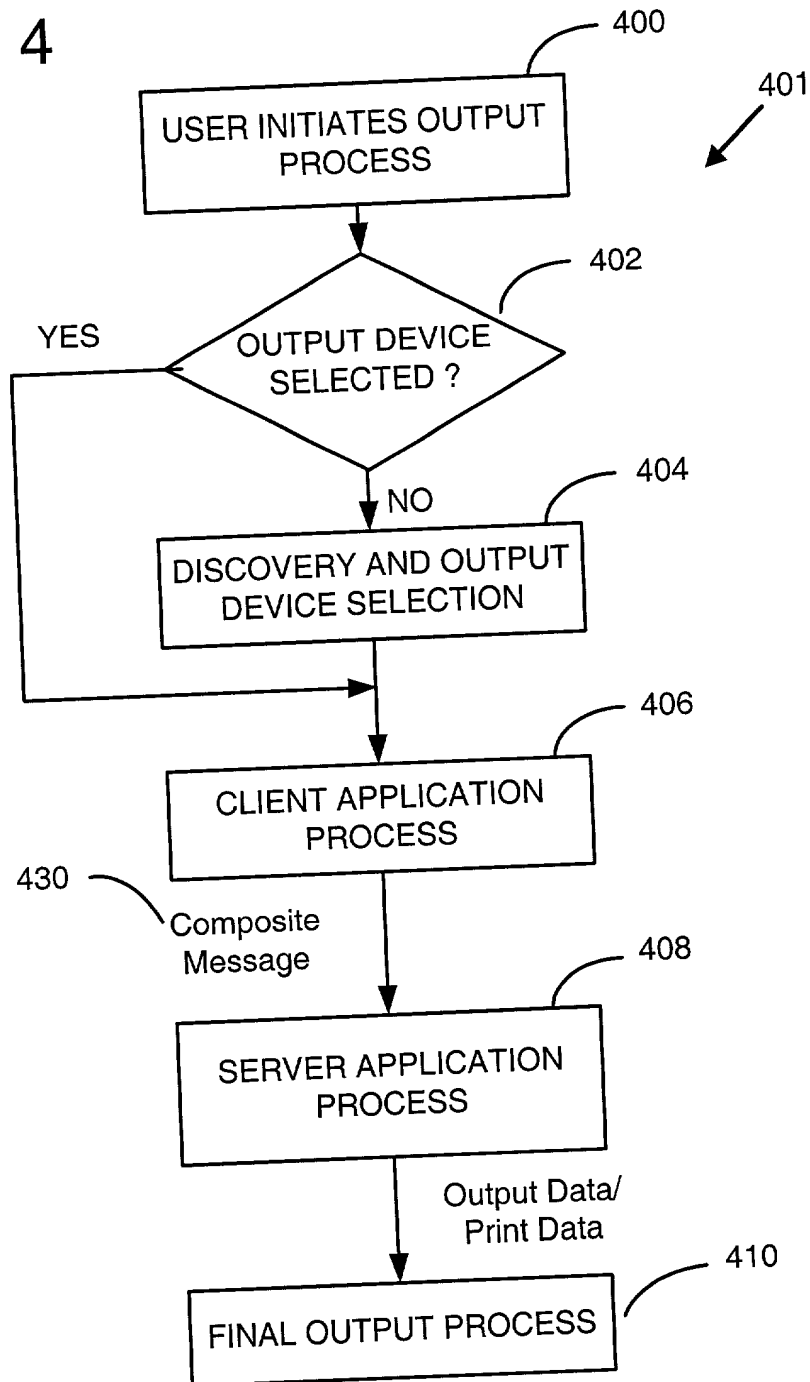 4
400
401
USER INITIATES OUTPUT
PROCESS
402
YES
OUTPUT DEVICE
SELECTED ?
404
NO
DISCOVERY AND OUTPUT
DEVICE SELECTION
406
CLIENT APPLICATION
PROCESS
430
Composite
Message
408
SERVER APPLICATION
PROCESS
Output Data/
Print Data
410
FINAL OUTPUT PROCESS